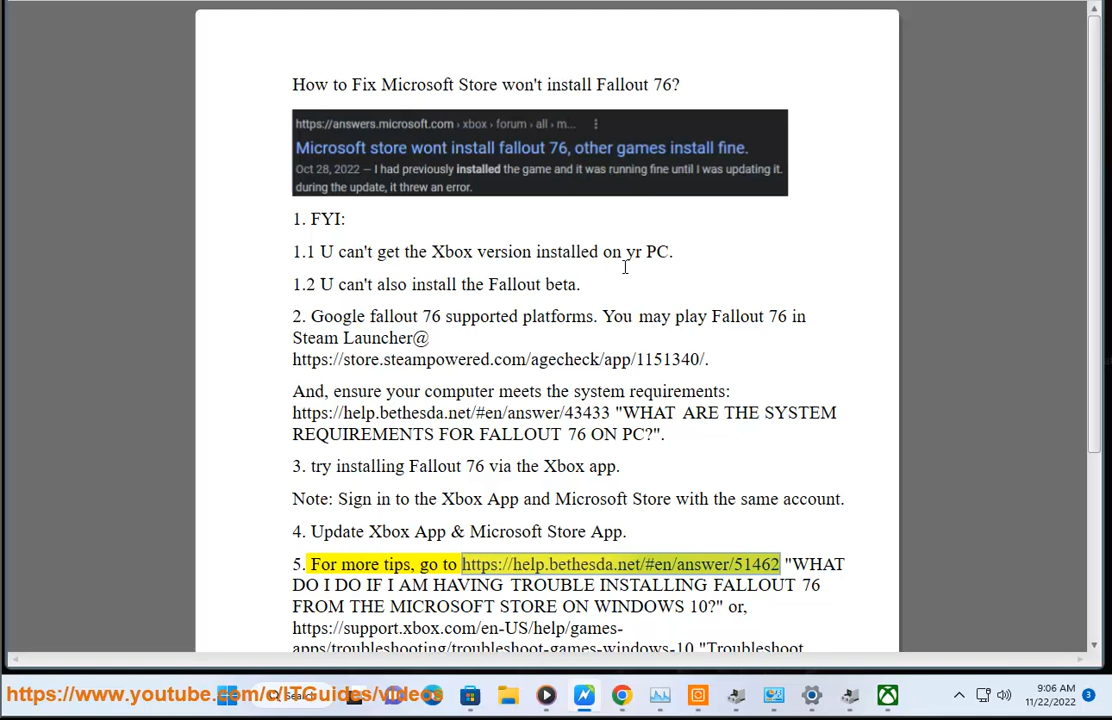 How to Fix Microsoft Store won't install Fallout 76?
https://answers.microsoft.com › xbox › forum › all › m... ⋮
Microsoft store wont install fallout 76, other games install fine.
Oct 28, 2022 — I had previously installed the game and it was running fine until I was updating it.
during the update, it threw an error.
1. FYI:
1.1 U can't get the Xbox version installed on yr PC.
1.2 U can't also install the Fallout beta.
2. Google fallout 76 supported platforms. You may play Fallout 76 in
Steam Launcher@
https://store.steampowered.com/agecheck/app/1151340/.
And, ensure your computer meets the system requirements:
https://help.bethesda.net/#en/answer/43433 "WHAT ARE THE SYSTEM
REQUIREMENTS FOR FALLOUT 76 ON PC?".
3. try installing Fallout 76 via the Xbox app.
Note: Sign in to the Xbox App and Microsoft Store with the same account.
4. Update Xbox App & Microsoft Store App.
5. For more tips, go to https://help.bethesda.net/#en/answer/51462 "WHAT
DO I DO IF I AM HAVING TROUBLE INSTALLING FALLOUT 76
FROM THE MICROSOFT STORE ON WINDOWS 10?" or,
https://support.xbox.com/en-US/help/games-
apps/troubleshooting/troubleshoot-games-windows-10 "Troubleshoot
https://www.youtube.com/c/ITGuides/videos
Search
9:06 AM
11/22/2022
3